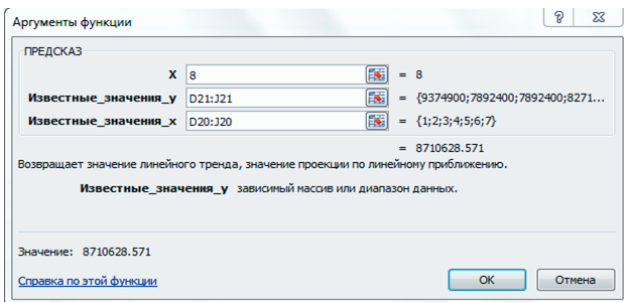 Аргументы функции
ПРЕДСКАЗ
X 8 = 8
Известные_значения_y D21:J21 = {9374900;7892400;7892400;8271...
Известные_значения_x D20:J20 = {1;2;3;4;5;6;7}
= 8710628.571
Возвращает значение линейного тренда, значение проекции по линейному приближению.
Известные_значения_y зависимый массив или диапазон данных.
Значение: 8710628.571
Справка по этой функции OK Отмена